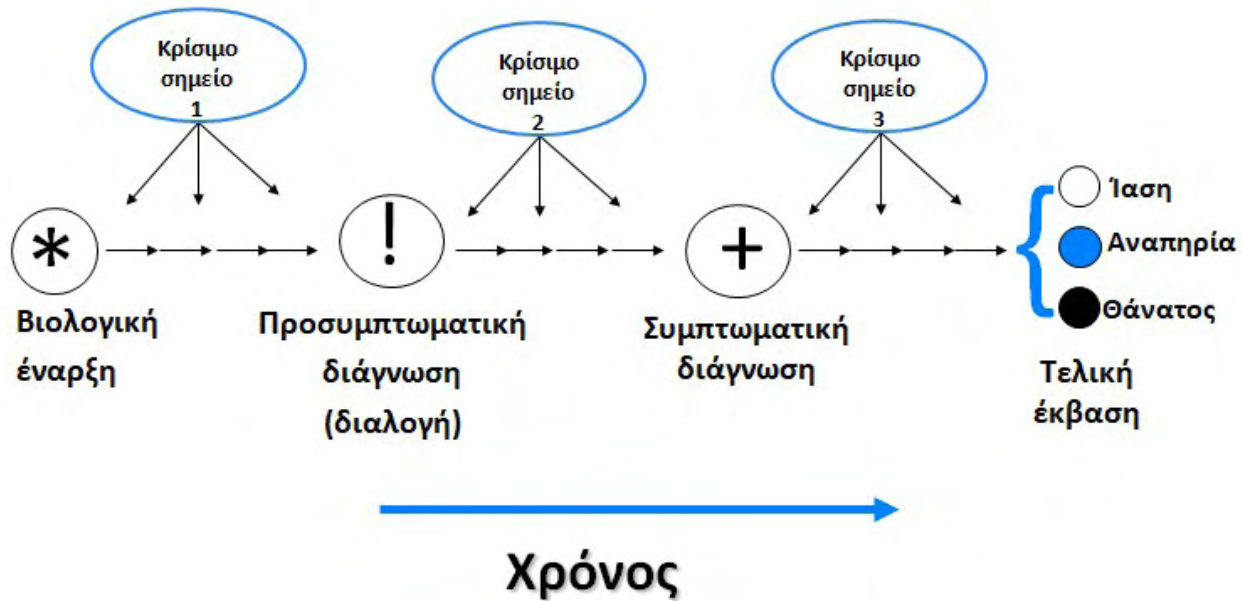 Κρίσιμο
σημείο
1
Κρίσιμο
σημείο
2
Κρίσιμο
σημείο
3
*
!
+
Ίαση
Αναπηρία
Θάνατος
Βιολογική
έναρξη
Προσυμπτωματική
διάγνωση
(διαλογή)
Συμπτωματική
διάγνωση
Τελική
έκβαση
Χρόνος